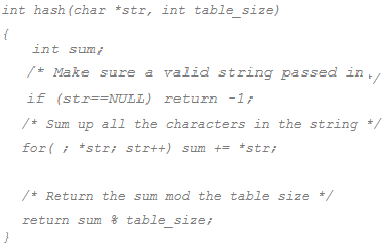 int hash(char *str, int table_size)
{
int sum;
/* Make sure a valid string passed in. */
if (str==NULL) return -1;
/* Sum up all the characters in the string */
for( ; *str; str++) sum += *str;
/* Return the sum mod the table size */
return sum % table_size;
}